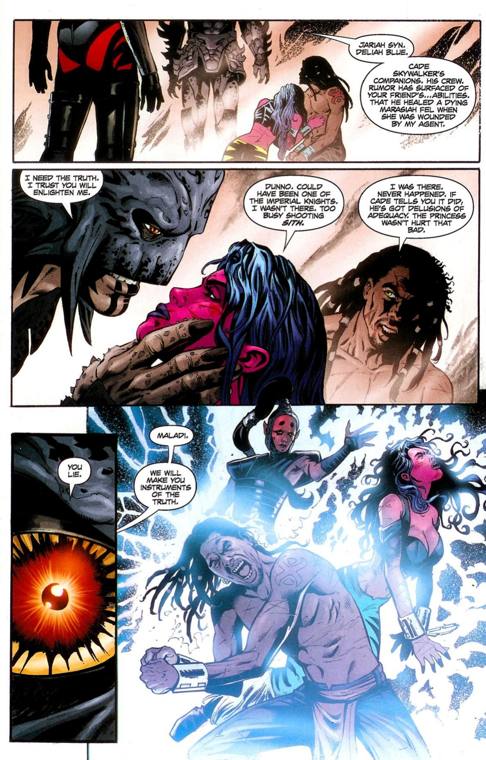 JARIAH SYN.
DELIAH BLUE.
CADE
SKYWALKER'S
COMPANIONS. HIS CREW.
RUMOR HAS SURFACED OF
YOUR FRIEND'S...ABILITIES.
THAT HE HEALED A DYING
MARASIAH FEL WHEN
SHE WAS WOUNDED
BY MY AGENT.
I NEED THE TRUTH.
I TRUST YOU WILL
ENLIGHTEN ME.
DUNNO. COULD
HAVE BEEN ONE OF
THE IMPERIAL KNIGHTS.
I WASN'T THERE. TOO
BUSY SHOOTING
SITH.
I WAS THERE.
NEVER HAPPENED. IF
CADE TELLS YOU IT DID,
HE'S GOT DELUSIONS OF
ADEQUACY. THE PRINCESS
WASN'T HURT THAT
BAD.
YOU
LIE.
MALADI.
WE WILL
MAKE YOU
INSTRUMENTS
OF THE
TRUTH.